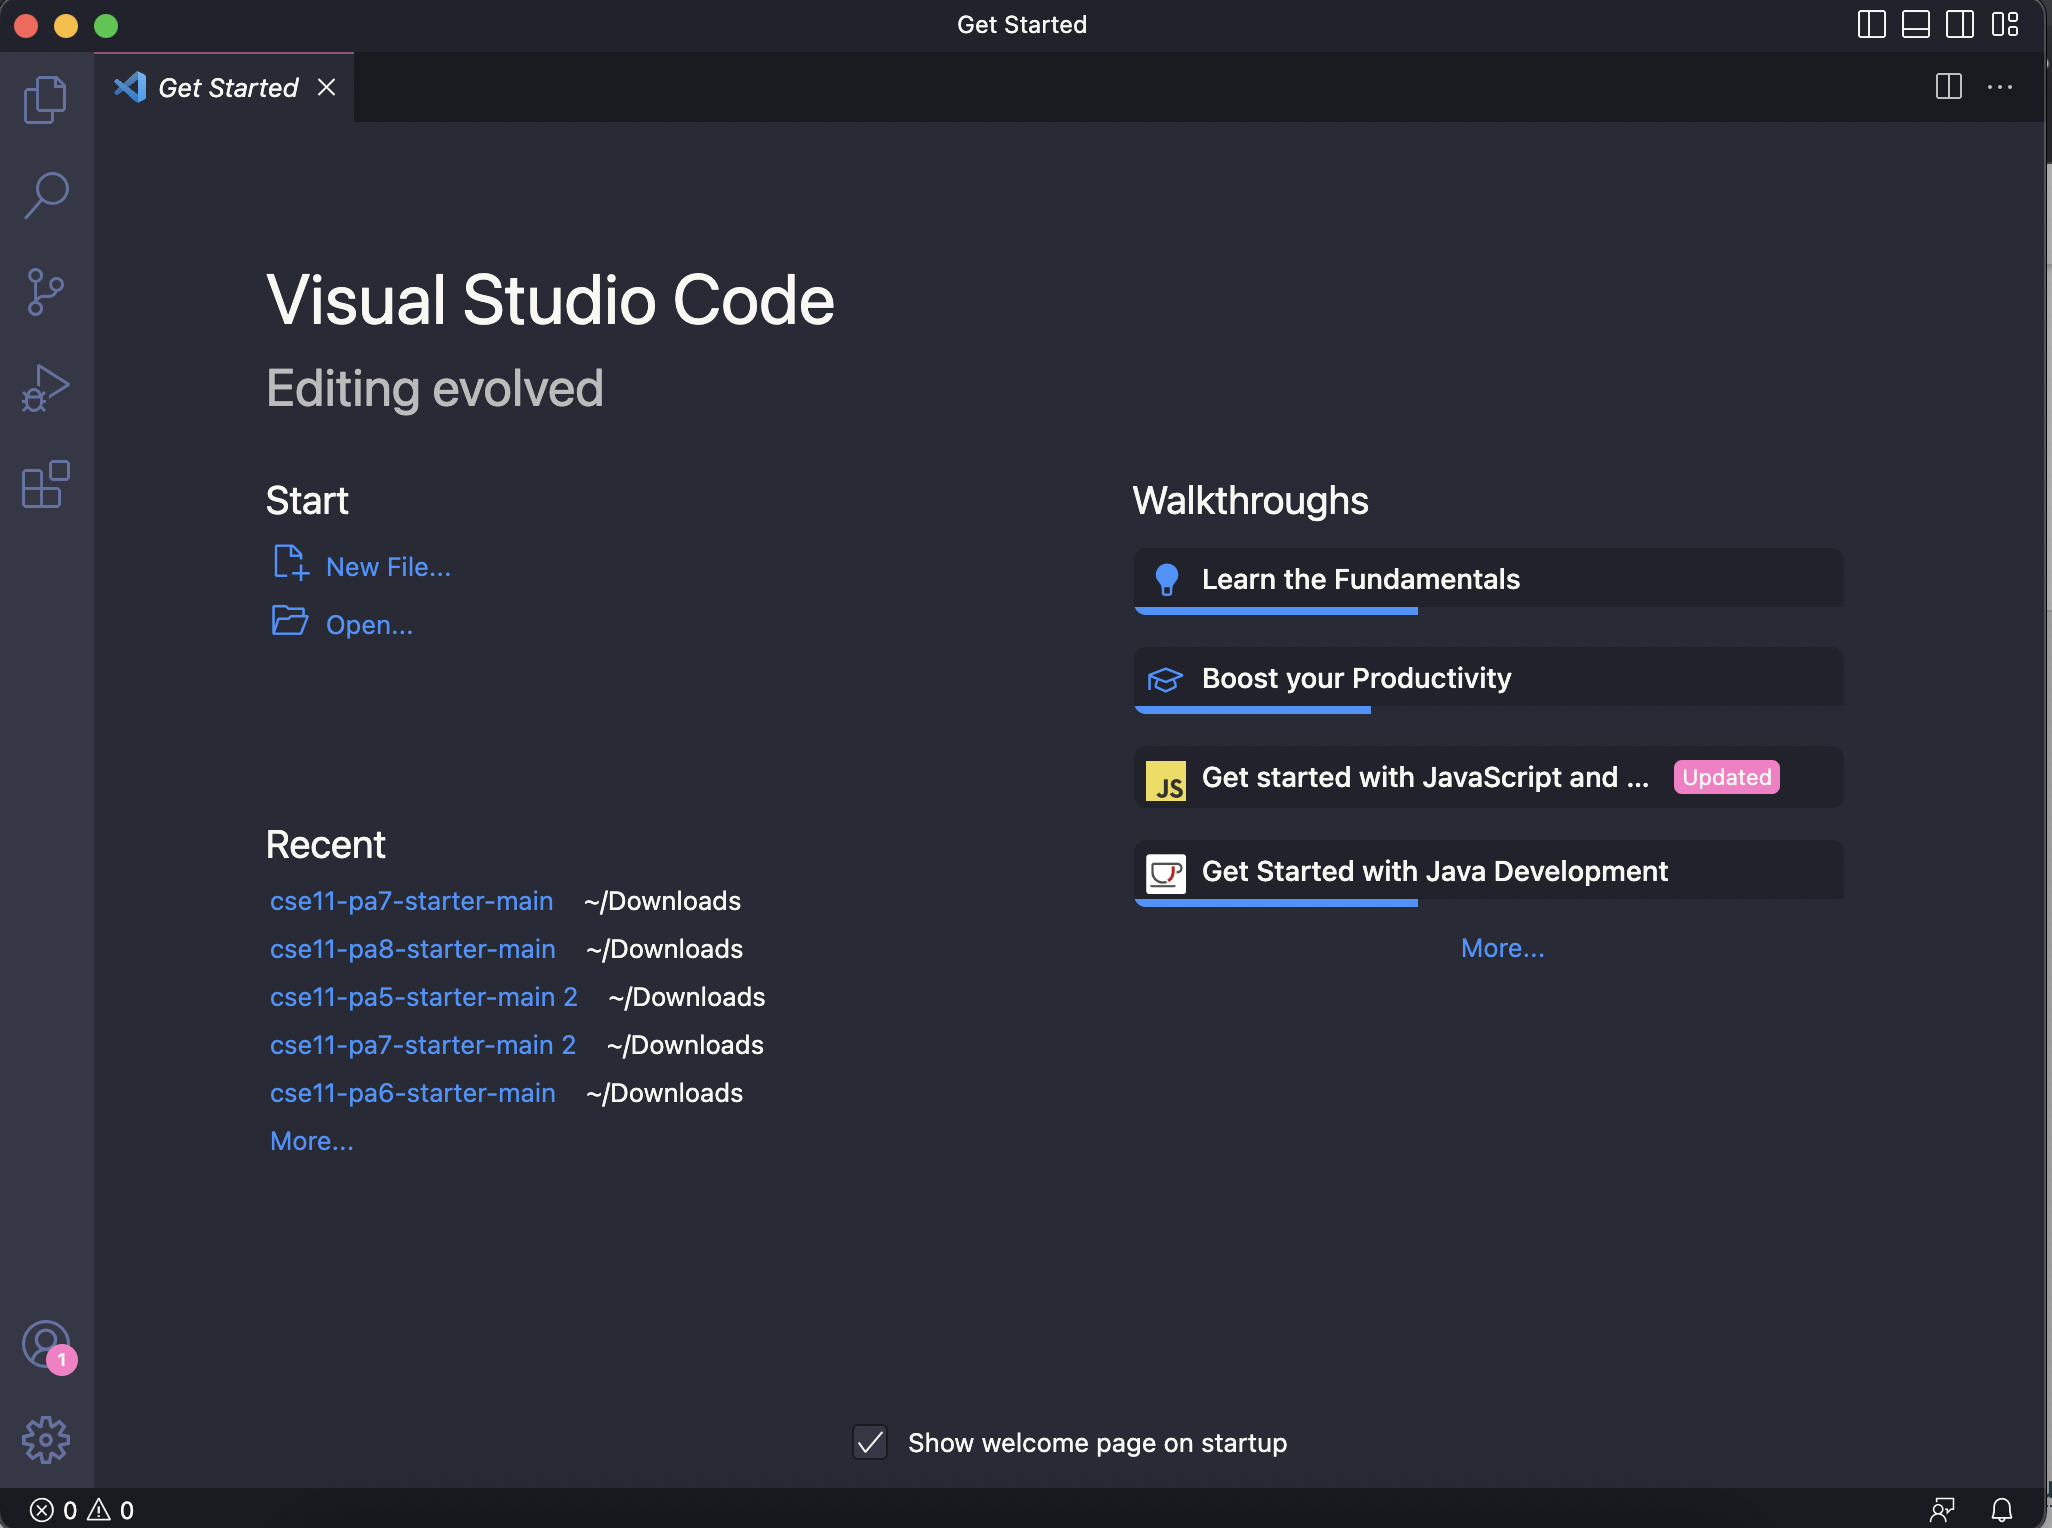 Get Started
Get Started
Visual Studio Code
Editing evolved
Start
New File...
Open...
Recent
cse11-pa7-starter-main ~/Downloads
cse11-pa8-starter-main ~/Downloads
cse11-pa5-starter-main 2 ~/Downloads
cse11-pa7-starter-main 2 ~/Downloads
cse11-pa6-starter-main ~/Downloads
More...
Walkthroughs
Learn the Fundamentals
Boost your Productivity
JS Get started with JavaScript and ... Updated
Get Started with Java Development
More...
1
Show welcome page on startup
0 0